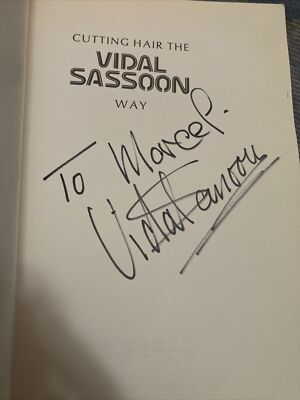 CUTTING HAIR THE
VIDAL
SASSOON
WAY
To Marcel.
Vidal Sassoon